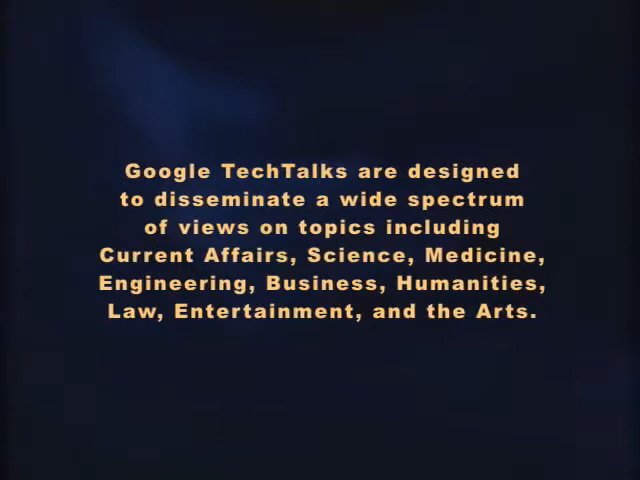 Google TechTalks are designed
to disseminate a wide spectrum
of views on topics including
Current Affairs, Science, Medicine,
Engineering, Business, Humanities,
Law, Entertainment, and the Arts.